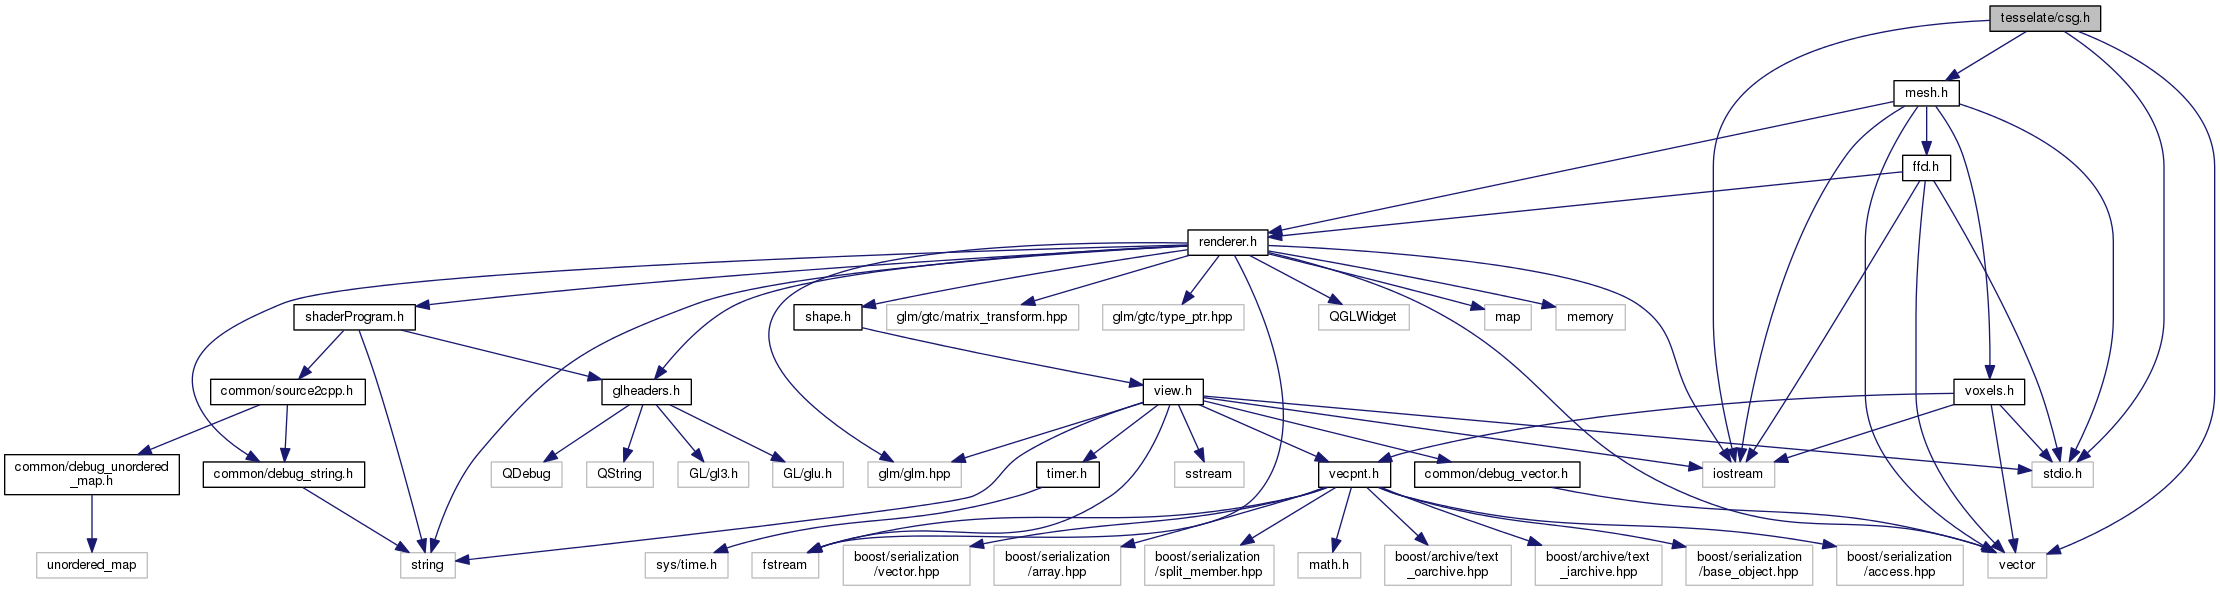 tesselate/csg.h
mesh.h
ffd.h
renderer.h
shaderProgram.h
shape.h
glm/gtc/matrix_transform.hpp
glm/gtc/type_ptr.hpp
QGLWidget
map
memory
common/source2cpp.h
glheaders.h
view.h
voxels.h
common/debug_unordered
_map.h
common/debug_string.h
QDebug
QString
GL/gl3.h
GL/glu.h
glm/glm.hpp
timer.h
sstream
vecpnt.h
common/debug_vector.h
iostream
stdio.h
unordered_map
string
sys/time.h
fstream
boost/serialization
/vector.hpp
boost/serialization
/array.hpp
boost/serialization
/split_member.hpp
math.h
boost/archive/text
_oarchive.hpp
boost/archive/text
_iarchive.hpp
boost/serialization
/base_object.hpp
boost/serialization
/access.hpp
vector